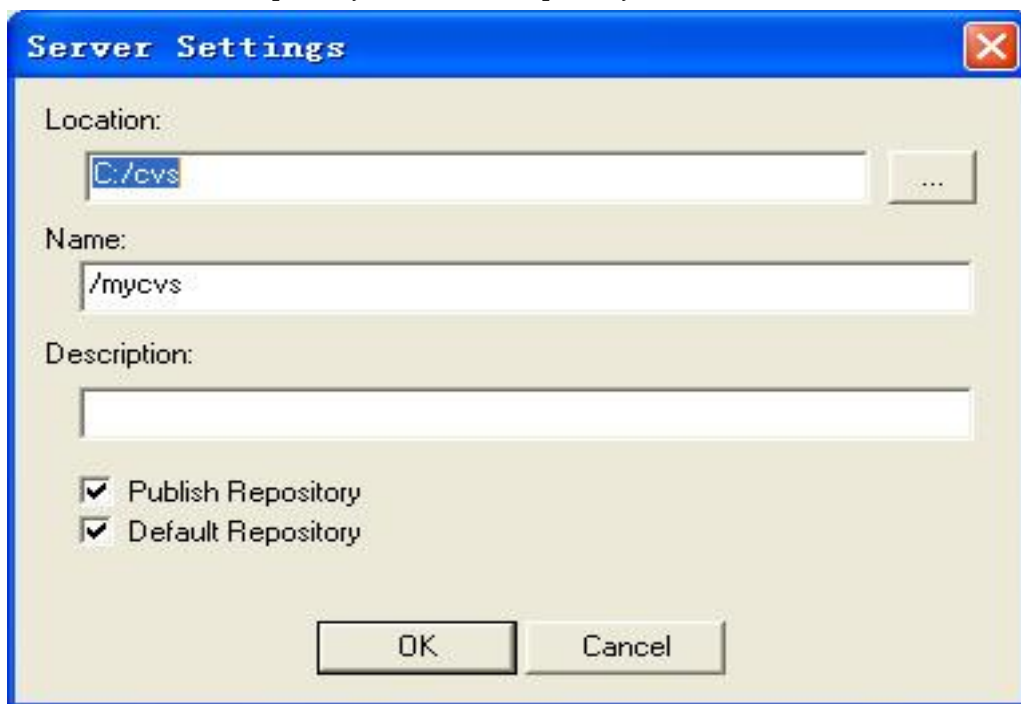 Server Settings
Location:
C:/cvs
...
Name:
/mycvs
Description:
Publish Repository
Default Repository
OK Cancel